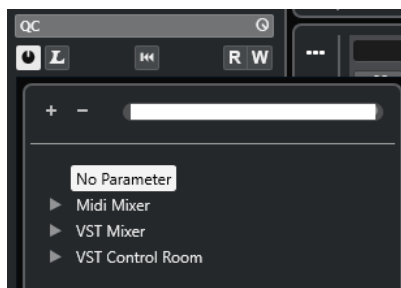 QC
L R W
No Parameter
Midi Mixer
VST Mixer
VST Control Room